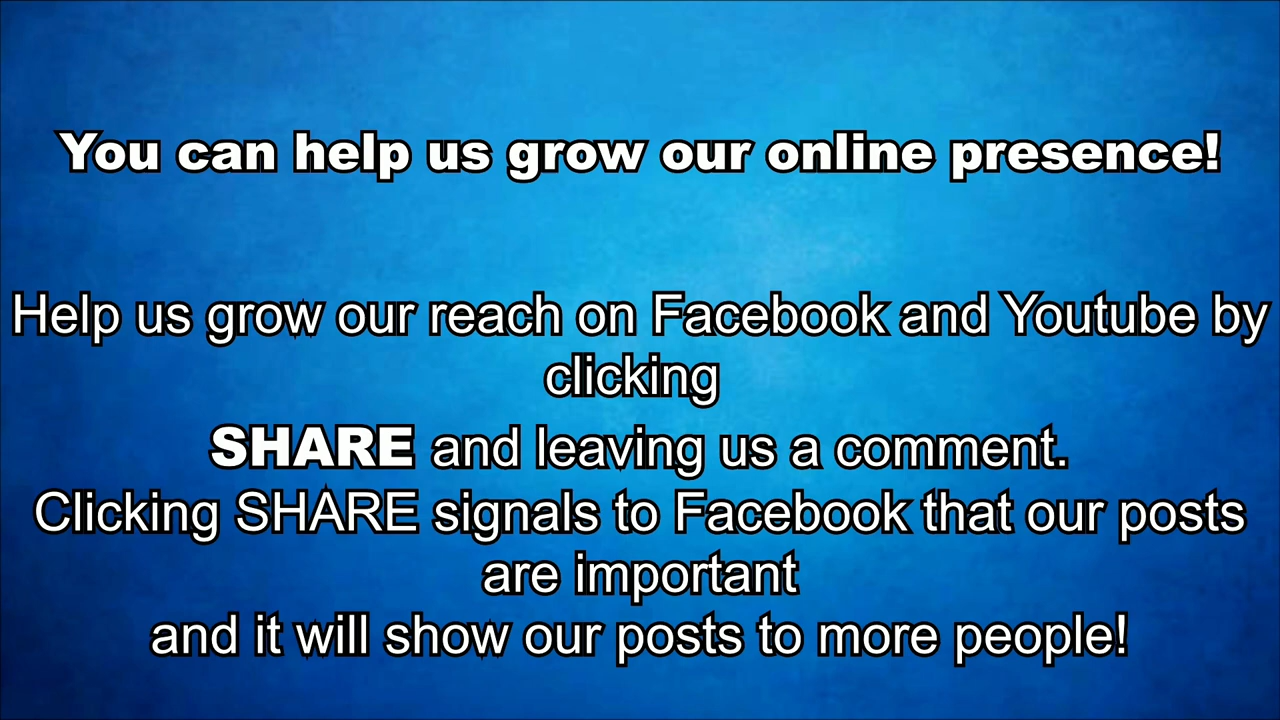 You can help us grow our online presence!
Help us grow our reach on Facebook and Youtube by
clicking
SHARE and leaving us a comment.
Clicking SHARE signals to Facebook that our posts
are important
and it will show our posts to more people!